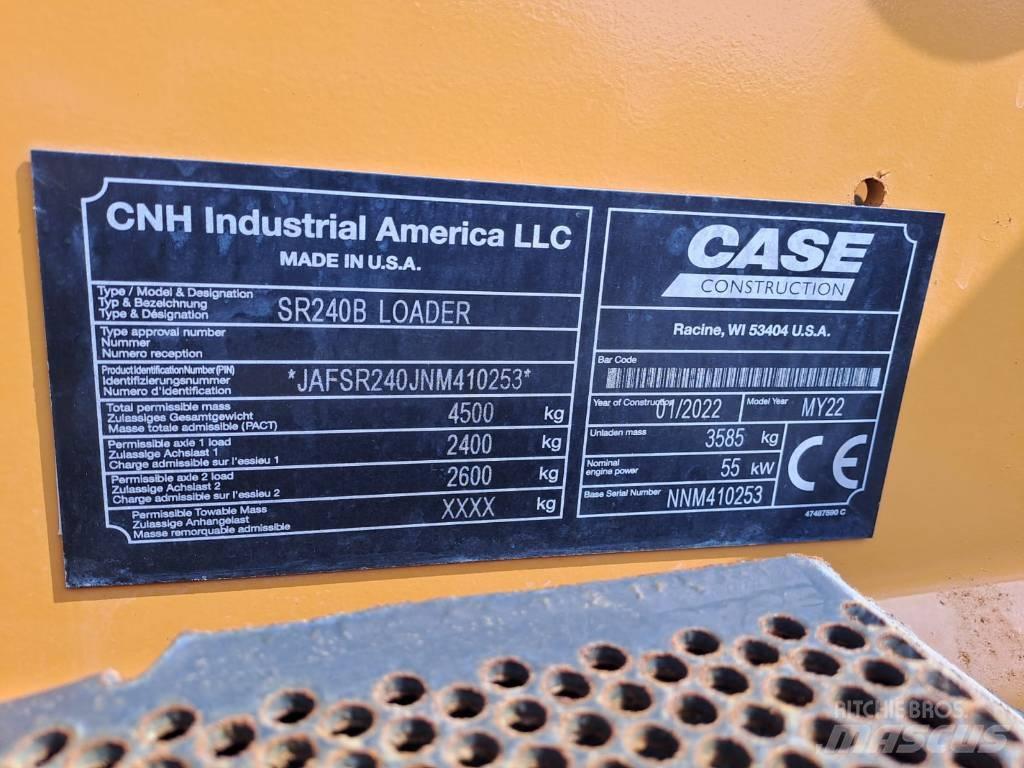 CNH Industrial America LLC
MADE IN U.S.A.
Type / Model & Designation
Typ & Bezeichnung
Type & Désignation
SR240B LOADER
Type approval number
Nummer
Numero reception
Product Identification Number (PIN)
Identifizierungsnummer
Numero d'identification
*JAFSR240JNM410253*
Total permissible mass
Zulassiges Gesamtgewicht
Masse totale admissible (PACT)
4500 kg
Permissible axle 1 load
Zulassige Achslast 1
Charge admissible sur l'essieu 1
2400 kg
Permissible axle 2 load
Zulassige Achslast 2
Charge admissible sur l'essieu 2
2600 kg
Permissible Towable Mass
Zulassige Anhangelast
Masse remorquable admissible
XXXX kg
CASE
CONSTRUCTION
Racine, WI 53404 U.S.A.
Bar Code
Year of Construction 01/2022 Model Year MY22
Unladen mass 3585 kg
Nominal
engine power 55 kW
Base Serial Number NNM410253
CE
47487590 C
RITCHIE BROS.
MASCUS